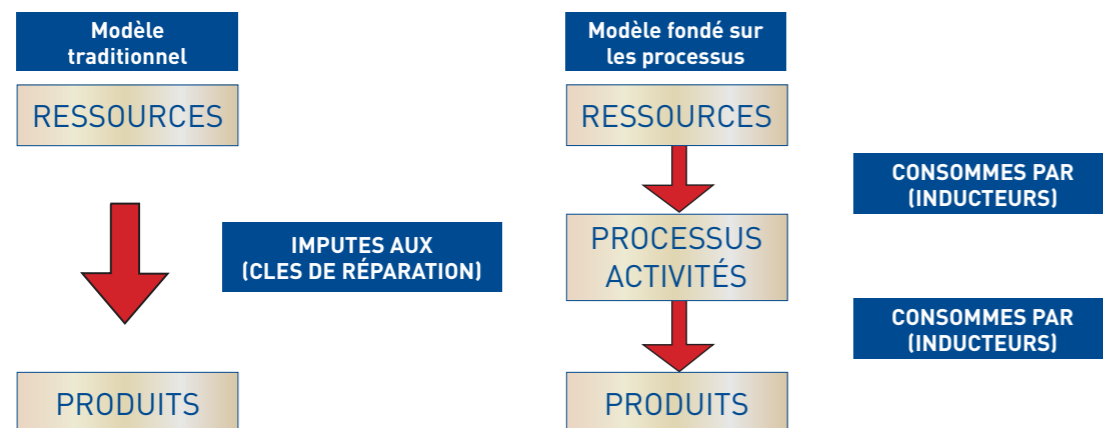 Modèle
traditionnel
RESSOURCES
IMPUTES AUX
(CLES DE RÉPARATION)
PRODUITS
Modèle fondé sur
les processus
RESSOURCES
CONSOMMES PAR
(INDUCTEURS)
PROCESSUS
ACTIVITÉS
CONSOMMES PAR
(INDUCTEURS)
PRODUITS